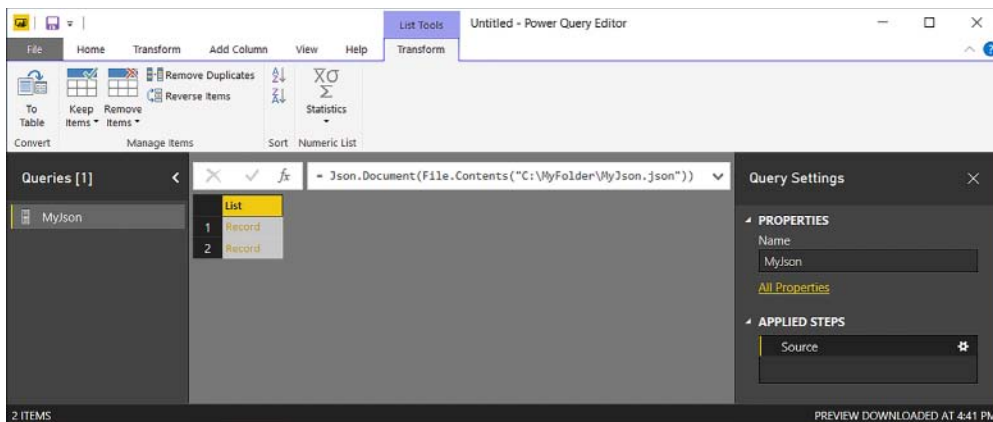 List Tools Untitled - Power Query Editor
File Home Transform Add Column View Help Transform
To Table
Keep Items
Remove Items
Remove Duplicates
Reverse Items
Statistics
Convert Manage Items Sort Numeric List
Queries [1]
fx = Json.Document(File.Contents("C:\MyFolder\MyJson.json"))
Query Settings
MyJson
List
1 Record
2 Record
PROPERTIES
Name
MyJson
All Properties
APPLIED STEPS
Source
2 ITEMS PREVIEW DOWNLOADED AT 4:41 PM